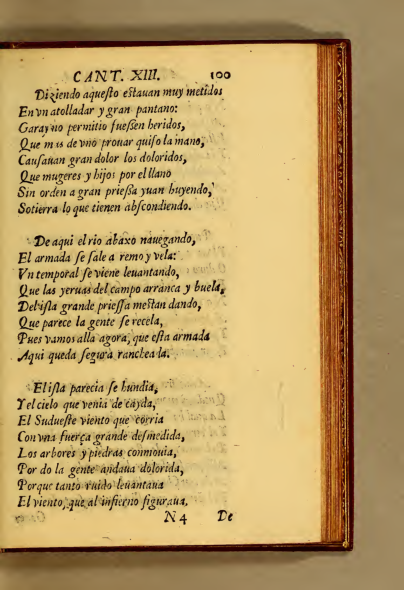 CANT. XIII. 100
Diziendo aquesto estauan muy metidos
En vn atolladar y gran pantano:
Garay no permitio fuessen heridos,
Que mas de vno prouar quiso la mano,
Causauan gran dolor los doloridos,
Que mugeres y hijos por el llano
Sin orden a gran priessa yuan huyendo,
Sotierra lo que tienen abscondiendo.
De aqui el rio abaxo nauegando,
El armada se sale a remo y vela:
Vn temporal se viene leuantando,
Que las yeruas del campo arranca y buela,
Del isla grande priessa mestan dando,
Que parece la gente se recela,
Pues vamos alla agora, que esta armada
Aqui queda segura ranchea la.
El isla parecia se hundia,
Y el cielo que venia de cayda,
El Sudueste viento que corria
Con vna fuerça grande desmedida,
Los arbores y piedras conmouia,
Por do la gente andaua dolorida,
Porque tanto ruido leuantaua
El viento, que al infierno figuraua.
N 4 De